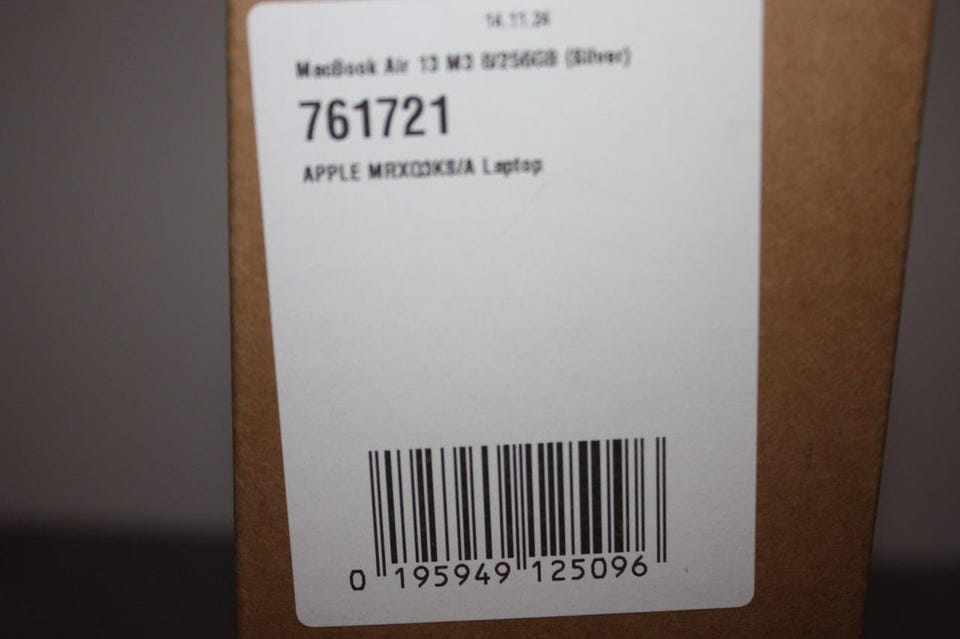 14.11.24
MacBook Air 13 M3 8/256GB (Silver)
761721
APPLE MRXQ3KS/A Laptop
0 195949 125096